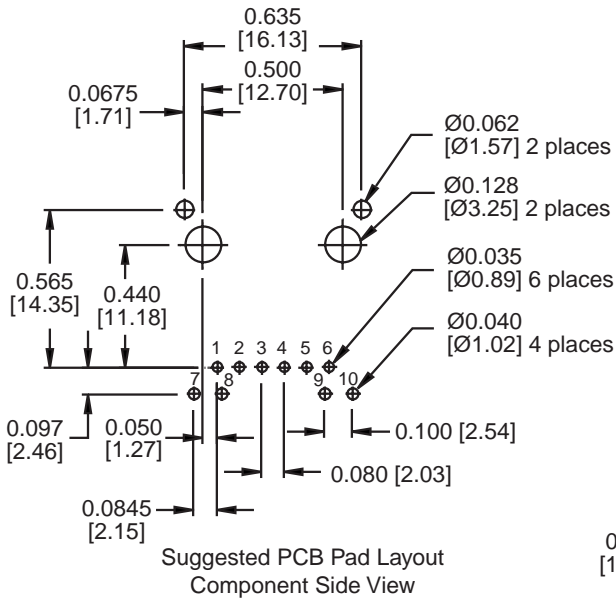 0.635
[16.13]
0.500
[12.70]
0.0675
[1.71]
Ø0.062
[Ø1.57] 2 places
Ø0.128
[Ø3.25] 2 places
Ø0.035
[Ø0.89] 6 places
Ø0.040
[Ø1.02] 4 places
0.565
[14.35]
0.440
[11.18]
1 2 3 4 5 6
7 8 9 10
0.097
[2.46]
0.050
[1.27]
0.100 [2.54]
0.080 [2.03]
0.0845
[2.15]
Suggested PCB Pad Layout
Component Side View
0
[1